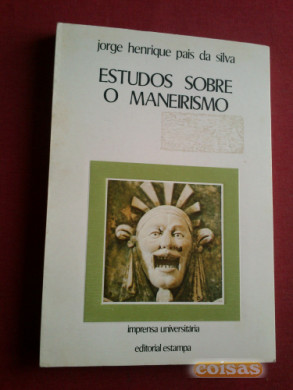 jorge henrique pais da silva
ESTUDOS SOBRE
O MANEIRISMO
imprensa universitária
editorial estampa
coisas